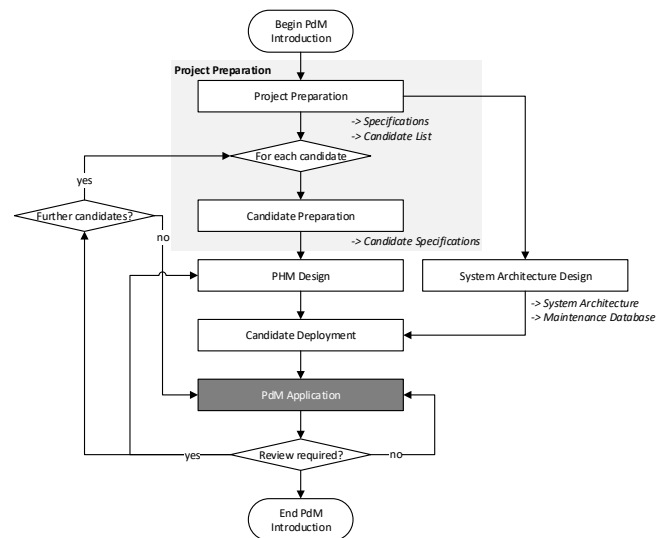 Begin PdM
Introduction
Project Preparation
Project Preparation
-> Specifications
-> Candidate List
For each candidate
yes
Further candidates?
no
Candidate Preparation
-> Candidate Specifications
PHM Design
System Architecture Design
-> System Architecture
-> Maintenance Database
Candidate Deployment
PdM Application
yes
Review required?
no
End PdM
Introduction